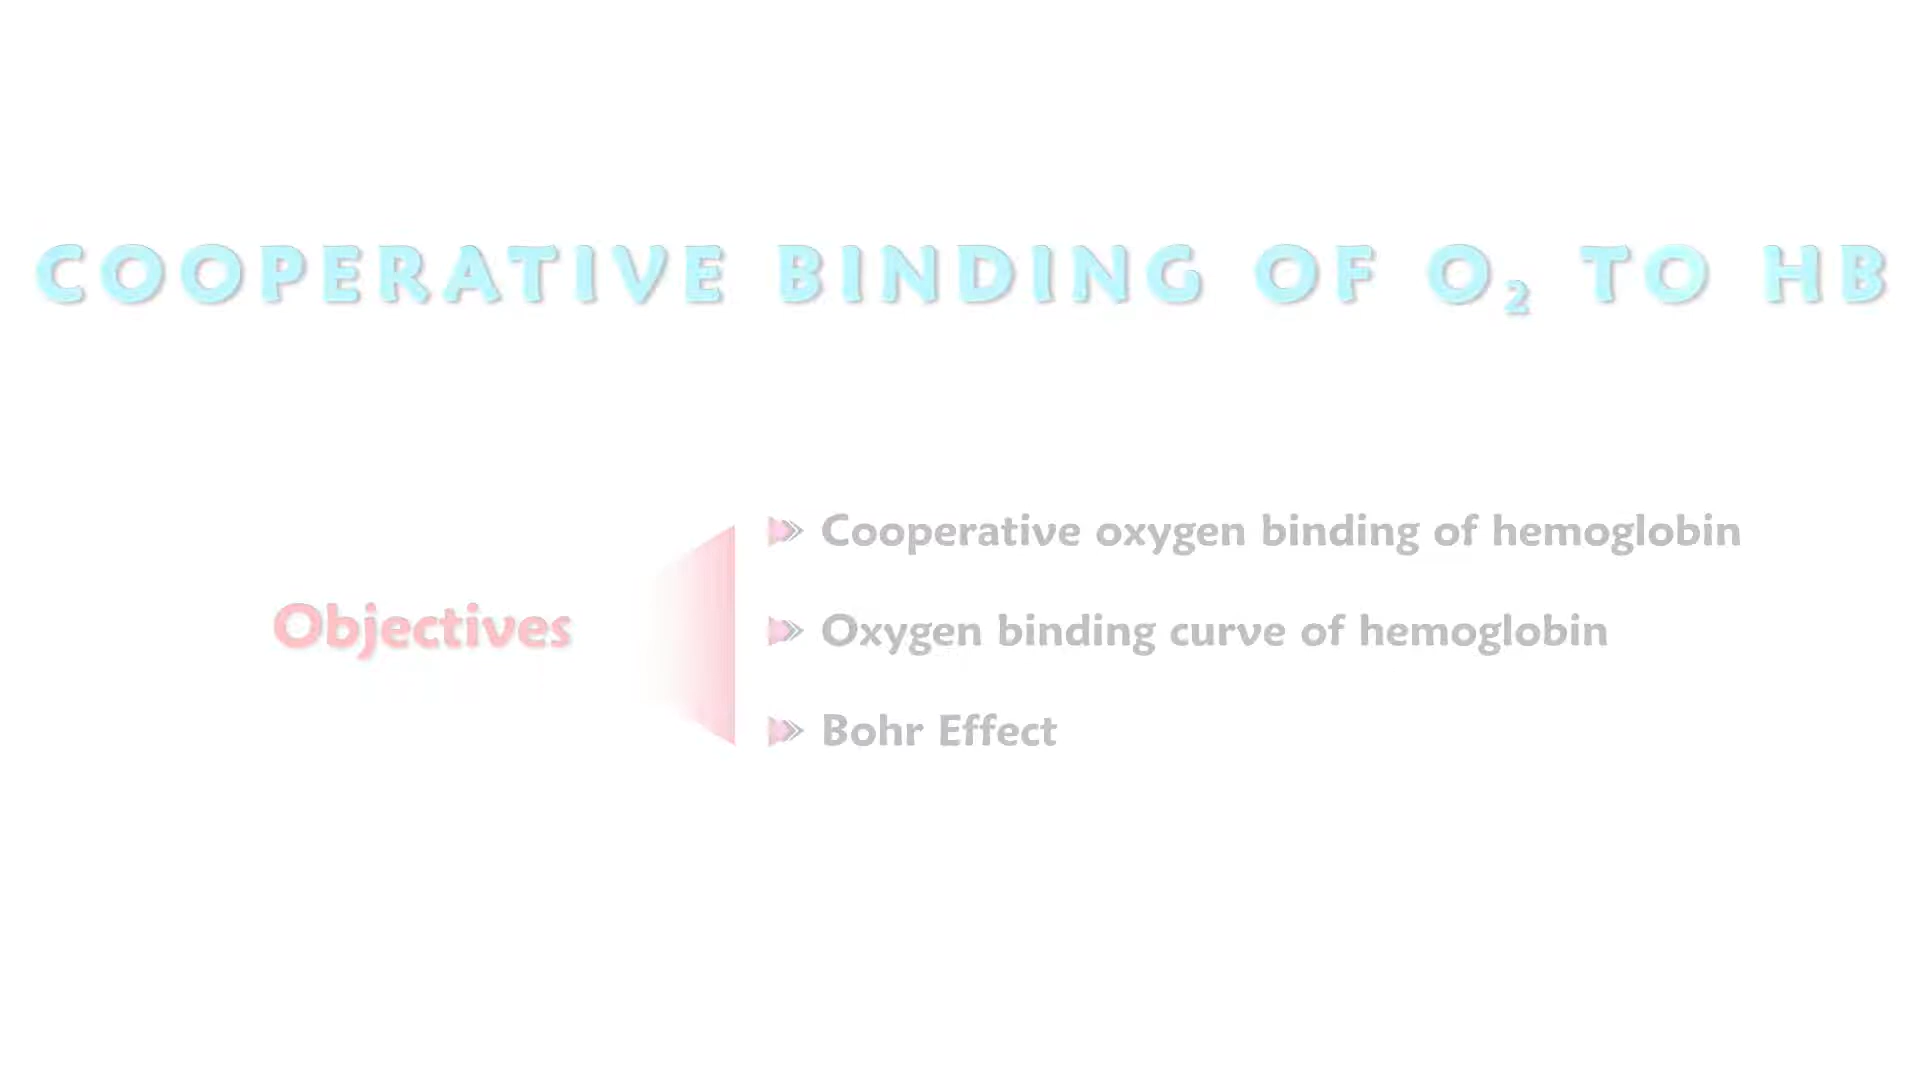 COOPERATIVE BINDING OF O₂ TO HB
Objectives
Cooperative oxygen binding of hemoglobin
Oxygen binding curve of hemoglobin
Bohr Effect